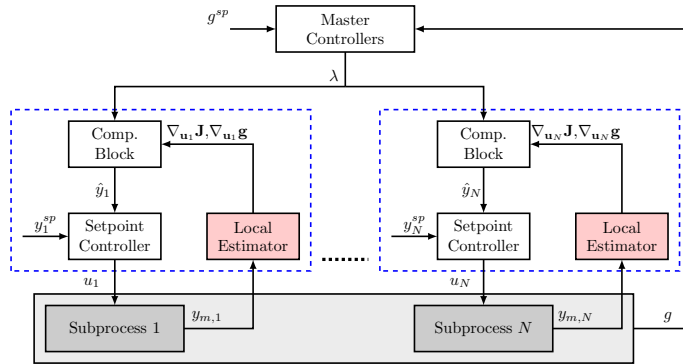 g^{sp}
Master
Controllers
λ
Comp.
Block
∇_{u_1}J,∇_{u_1}g
Comp.
Block
∇_{u_N}J,∇_{u_N}g
ŷ_1
ŷ_N
y_1^{sp}
Setpoint
Controller
Local
Estimator
y_N^{sp}
Setpoint
Controller
Local
Estimator
u_1
u_N
Subprocess 1
y_{m,1}
Subprocess N
y_{m,N}
g